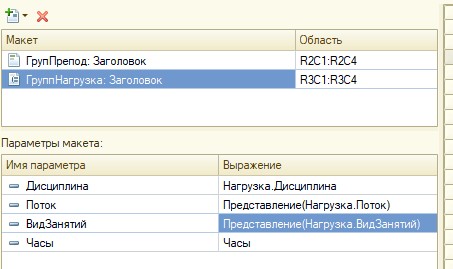 Макет Область
ГрупПрепод: Заголовок R2C1:R2C4
ГруппНагрузка: Заголовок R3C1:R3C4
Параметры макета:
Имя параметра Выражение
Дисциплина Нагрузка.Дисциплина
Поток Представление(Нагрузка.Поток)
ВидЗанятий Представление(Нагрузка.ВидЗанятий)
Часы Часы